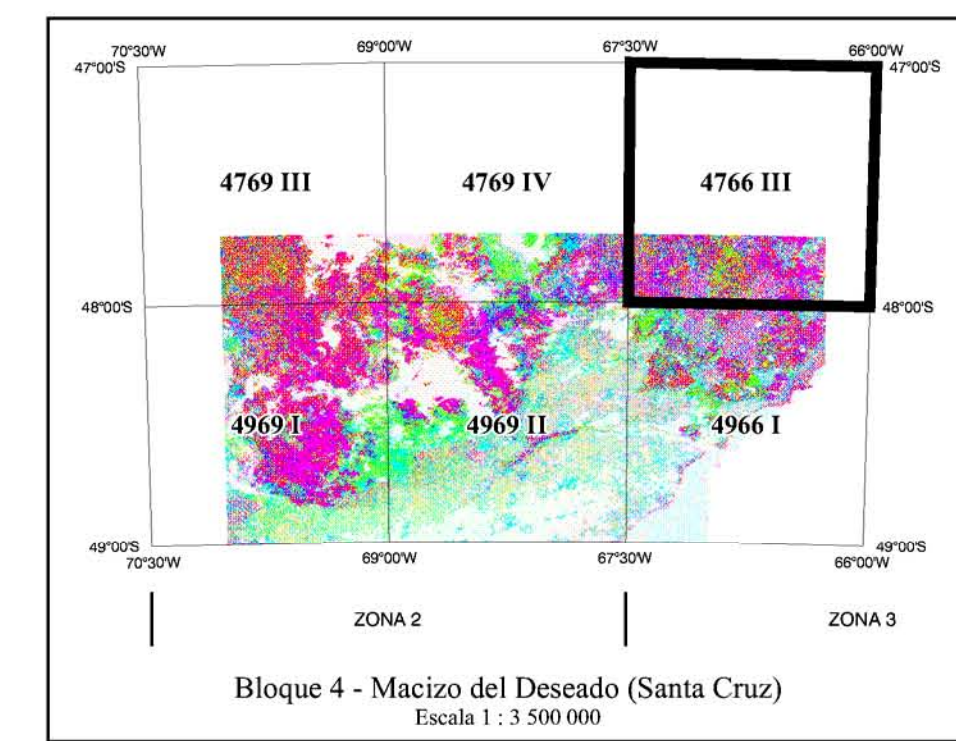 70°30'W 69°00'W 67°30'W 66°00'W
47°00'S 47°00'S
4769 III 4769 IV 4766 III
48°00'S 48°00'S
4969 I 4969 II 4966 I
49°00'S 49°00'S
70°30'W 69°00'W 67°30'W 66°00'W
ZONA 2 ZONA 3
Bloque 4 - Macizo del Deseado (Santa Cruz)
Escala 1 : 3 500 000